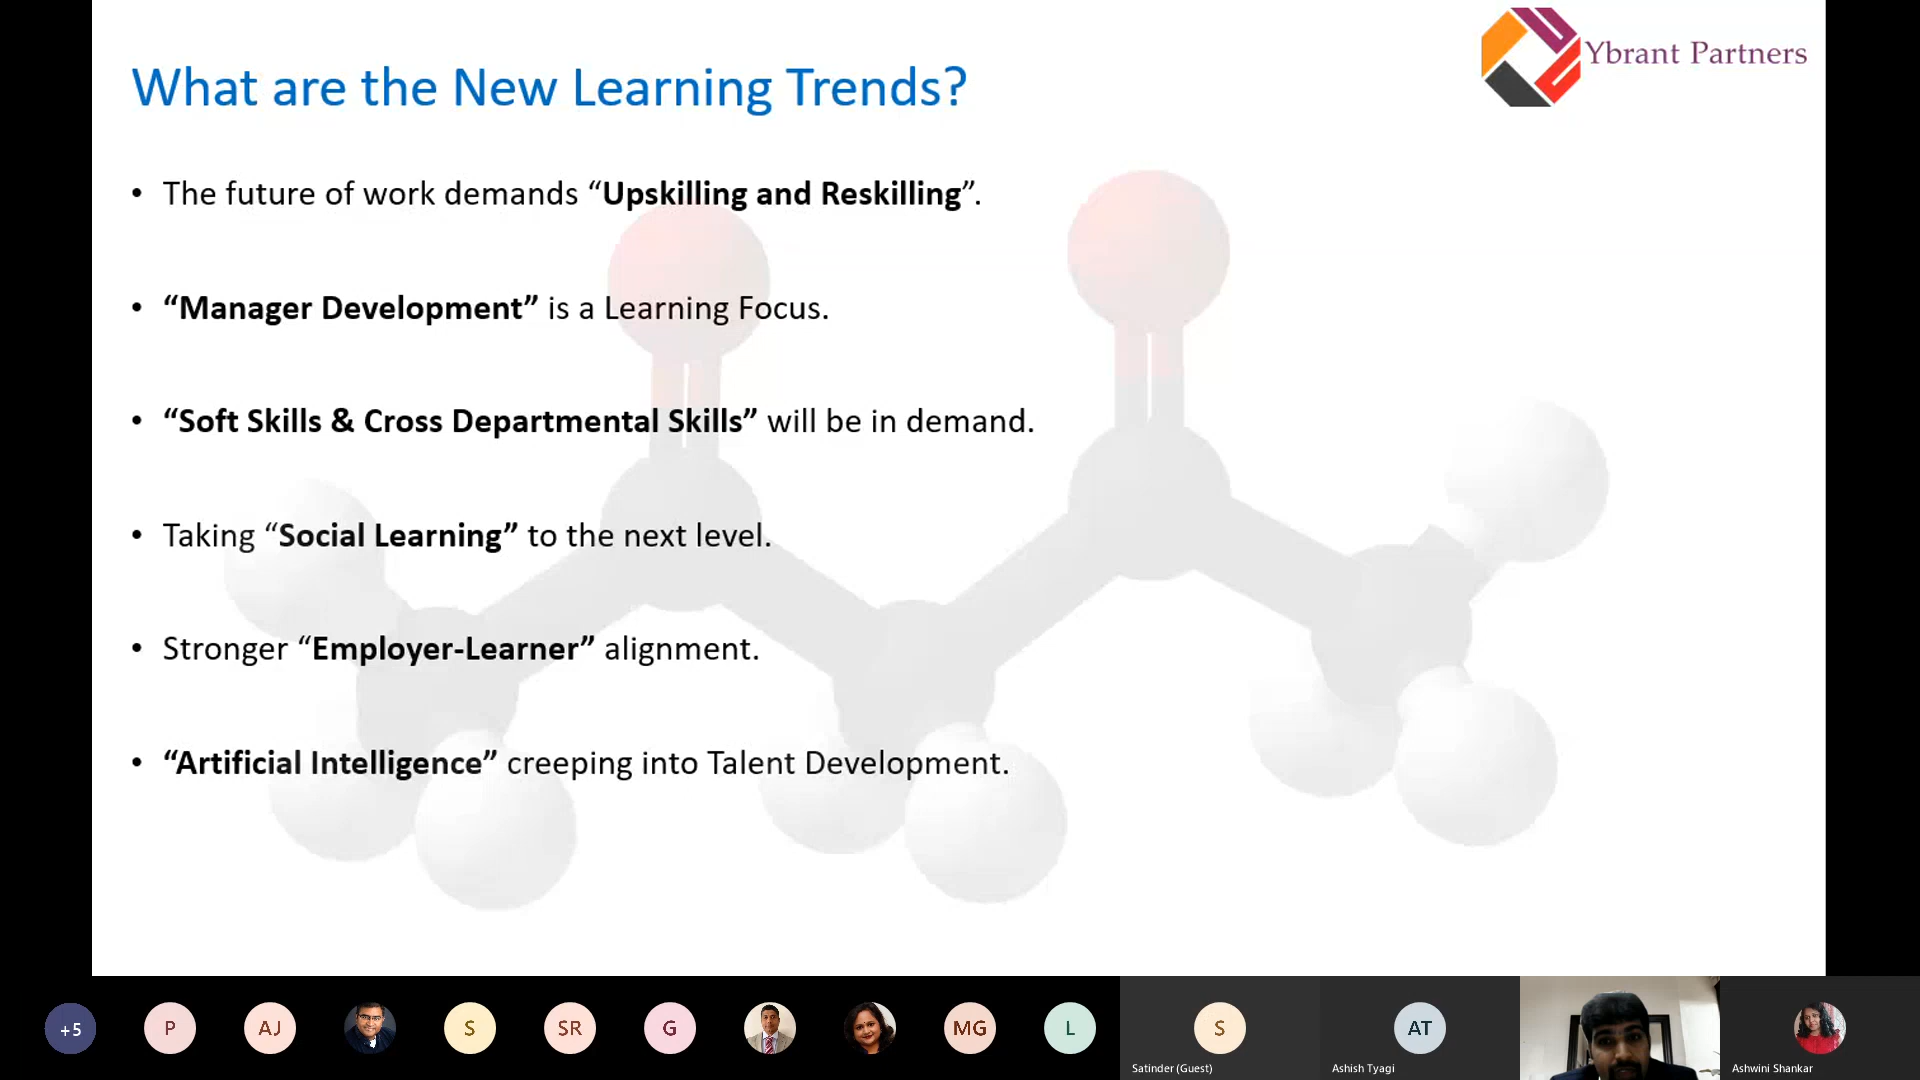 Ybrant Partners
What are the New Learning Trends?
• The future of work demands “Upskilling and Reskilling”.
• “Manager Development” is a Learning Focus.
• “Soft Skills & Cross Departmental Skills” will be in demand.
• Taking “Social Learning” to the next level.
• Stronger “Employer-Learner” alignment.
• “Artificial Intelligence” creeping into Talent Development.
+5 P AJ S SR G MG L S AT
Satinder (Guest) Ashish Tyagi Ashwini Shankar